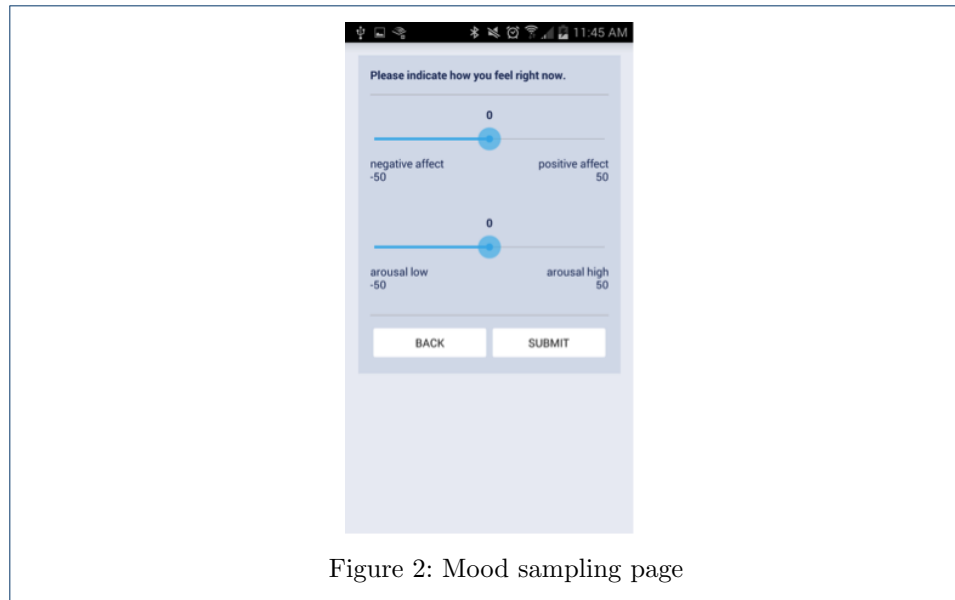 11:45 AM
Please indicate how you feel right now.
0
negative affect positive affect
-50 50
0
arousal low arousal high
-50 50
BACK SUBMIT
Figure 2: Mood sampling page